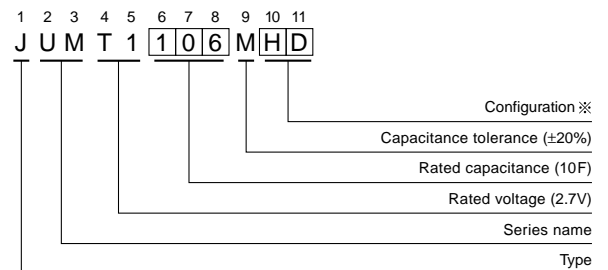 1 2 3 4 5 6 7 8 9 10 11
J U M T 1 1 0 6 M H D
Configuration ※
Capacitance tolerance (±20%)
Rated capacitance (10F)
Rated voltage (2.7V)
Series name
Type